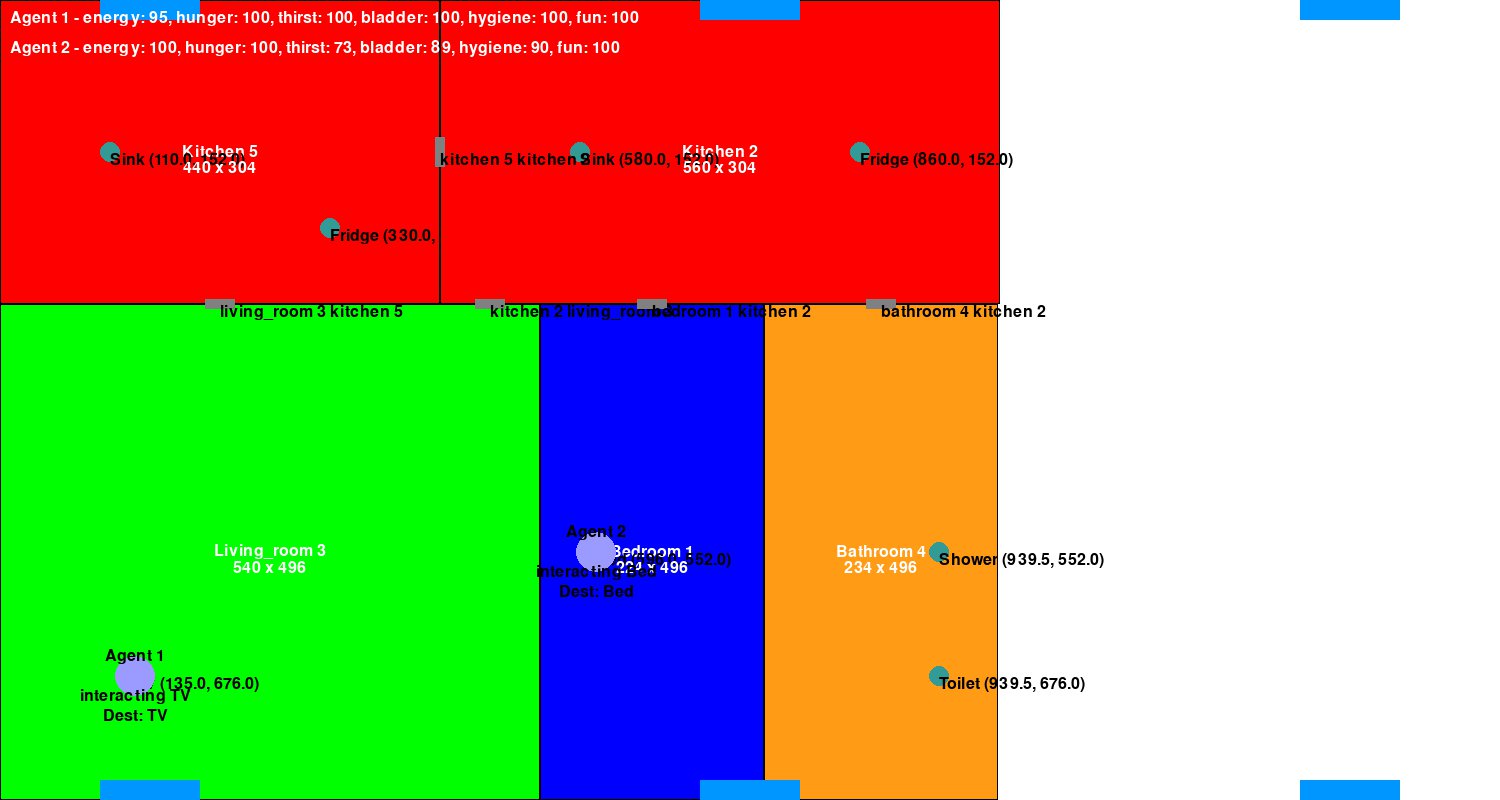 Agent 1 - energy: 95, hunger: 100, thirst: 100, bladder: 100, hygiene: 100, fun: 100
Agent 2 - energy: 100, hunger: 100, thirst: 73, bladder: 89, hygiene: 90, fun: 100
Kitchen 5
440 x 304
Sink (110.0, 152.0)
kitchen 5 kitchen 2
Sink (580.0, 152.0)
Kitchen 2
560 x 304
Fridge (860.0, 152.0)
Fridge (330.0,
living_room 3 kitchen 5
kitchen 2 living_room 3
bedroom 1 kitchen 2
bathroom 4 kitchen 2
Agent 2
Living_room 3
540 x 496
Bedroom 1
224 x 496
552.0)
interacting Bed
Dest: Bed
Bathroom 4
234 x 496
Shower (939.5, 552.0)
Agent 1
(135.0, 676.0)
interacting TV
Dest: TV
Toilet (939.5, 676.0)